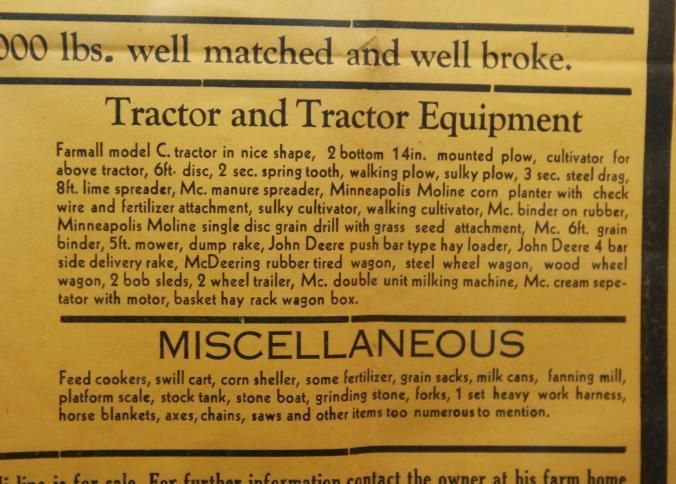 000 lbs. well matched and well broke.
Tractor and Tractor Equipment
Farmall model C. tractor in nice shape, 2 bottom 14in. mounted plow, cultivator for
above tractor, 6ft. disc, 2 sec. spring tooth, walking plow, sulky plow, 3 sec. steel drag,
8ft. lime spreader, Mc. manure spreader, Minneapolis Moline corn planter with check
wire and fertilizer attachment, sulky cultivator, walking cultivator, Mc. binder on rubber,
Minneapolis Moline single disc grain drill with grass seed attachment, Mc. 6ft. grain
binder, 5ft. mower, dump rake, John Deere push bar type hay loader, John Deere 4 bar
side delivery rake, McDeering rubber tired wagon, steel wheel wagon, wood wheel
wagon, 2 bob sleds, 2 wheel trailer, Mc. double unit milking machine, Mc. cream sepe-
tator with motor, basket hay rack wagon box.
MISCELLANEOUS
Feed cookers, swill cart, corn sheller, some fertilizer, grain sacks, milk cans, fanning mill,
platform scale, stock tank, stone boat, grinding stone, forks, 1 set heavy work harness,
horse blankets, axes, chains, saws and other items too numerous to mention.
line is for sale. For further information contact the owner at his farm home